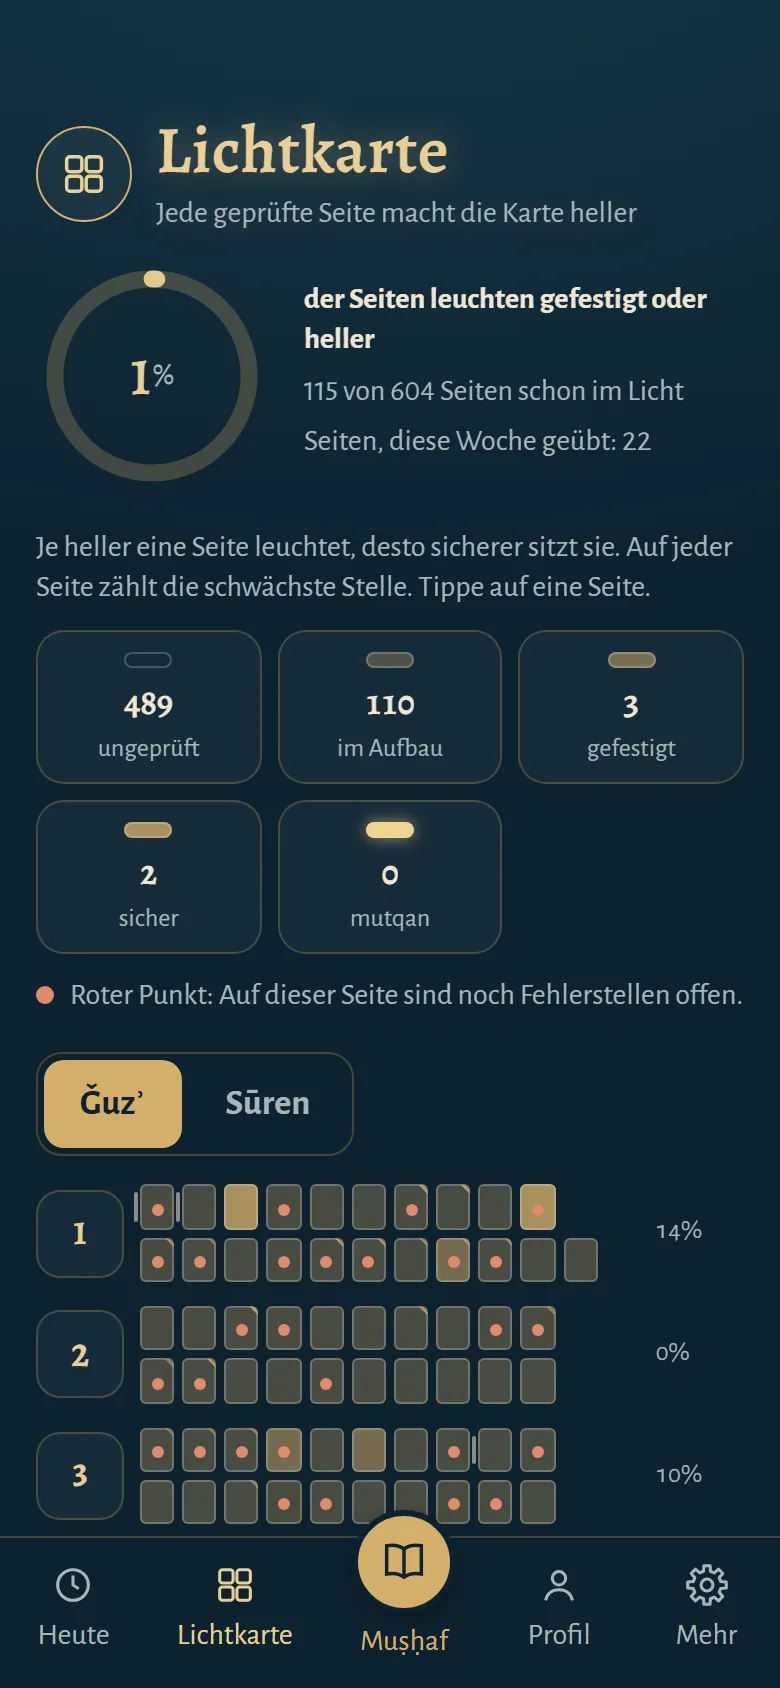 Lichtkarte
Jede geprüfte Seite macht die Karte heller
1%
der Seiten leuchten gefestigt oder
heller
115 von 604 Seiten schon im Licht
Seiten, diese Woche geübt: 22
Je heller eine Seite leuchtet, desto sicherer sitzt sie. Auf jeder
Seite zählt die schwächste Stelle. Tippe auf eine Seite.
489
ungeprüft
110
im Aufbau
3
gefestigt
2
sicher
0
mutqan
Roter Punkt: Auf dieser Seite sind noch Fehlerstellen offen.
Ǧuzʾ
Sūren
1
14%
2
0%
3
10%
Heute
Lichtkarte
Muṣḥaf
Profil
Mehr